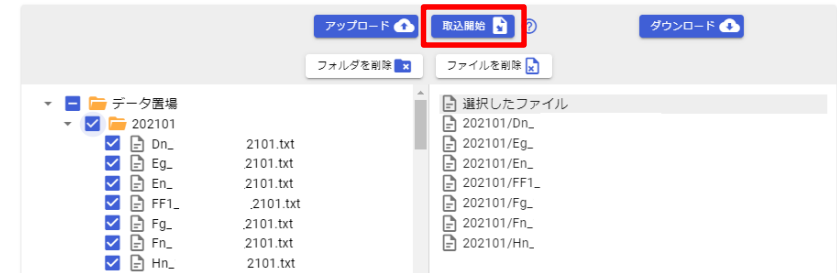 アップロード 取込開始 ダウンロード
フォルダを削除 ファイルを削除
データ置場
202101
Dn_ 2101.txt
Eg_ 2101.txt
En_ 2101.txt
FF1_ 2101.txt
Fg_ 2101.txt
Fn_ 2101.txt
Hn_ 2101.txt
選択したファイル
202101/Dn_
202101/Eg_
202101/En_
202101/FF1_
202101/Fg_
202101/Fn_
202101/Hn_